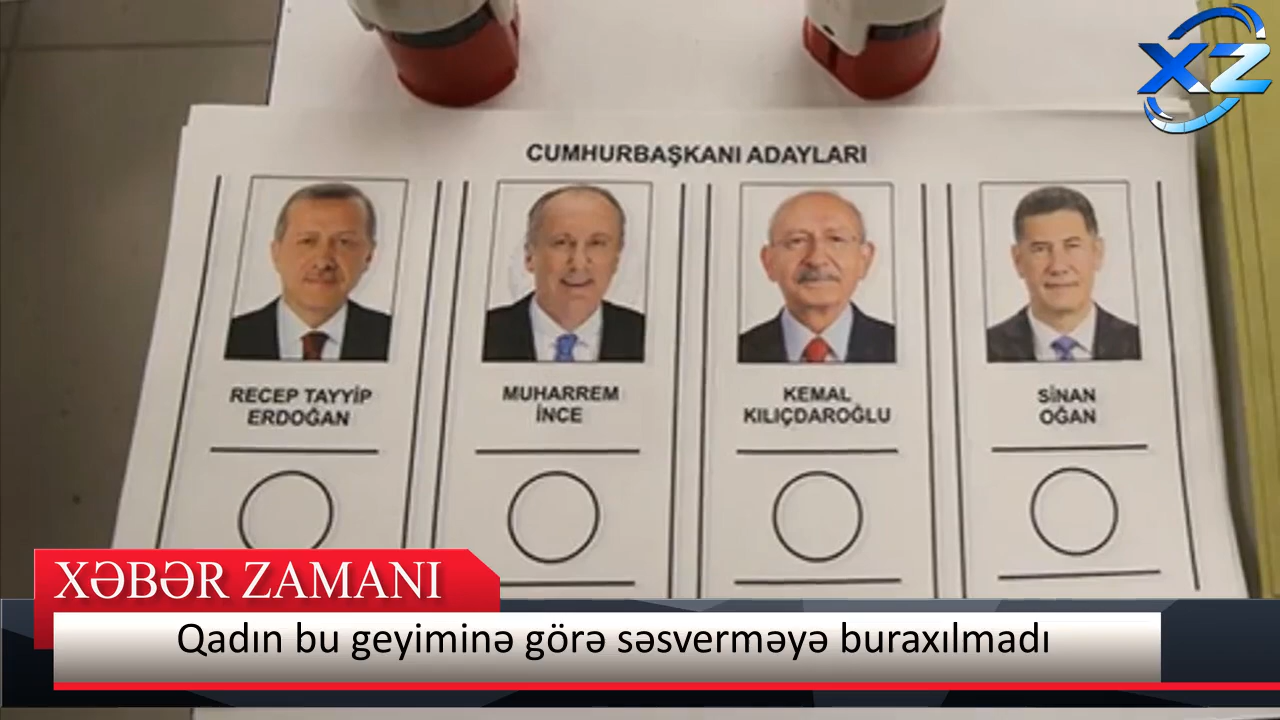 XZ
CUMHURBAŞKANI ADAYLARI
RECEP TAYYİP
ERDOĞAN
MUHARREM
İNCE
KEMAL
KILIÇDAROĞLU
SİNAN
OĞAN
XƏBƏR ZAMANI
Qadın bu geyiminə görə səsverməyə buraxılmadı